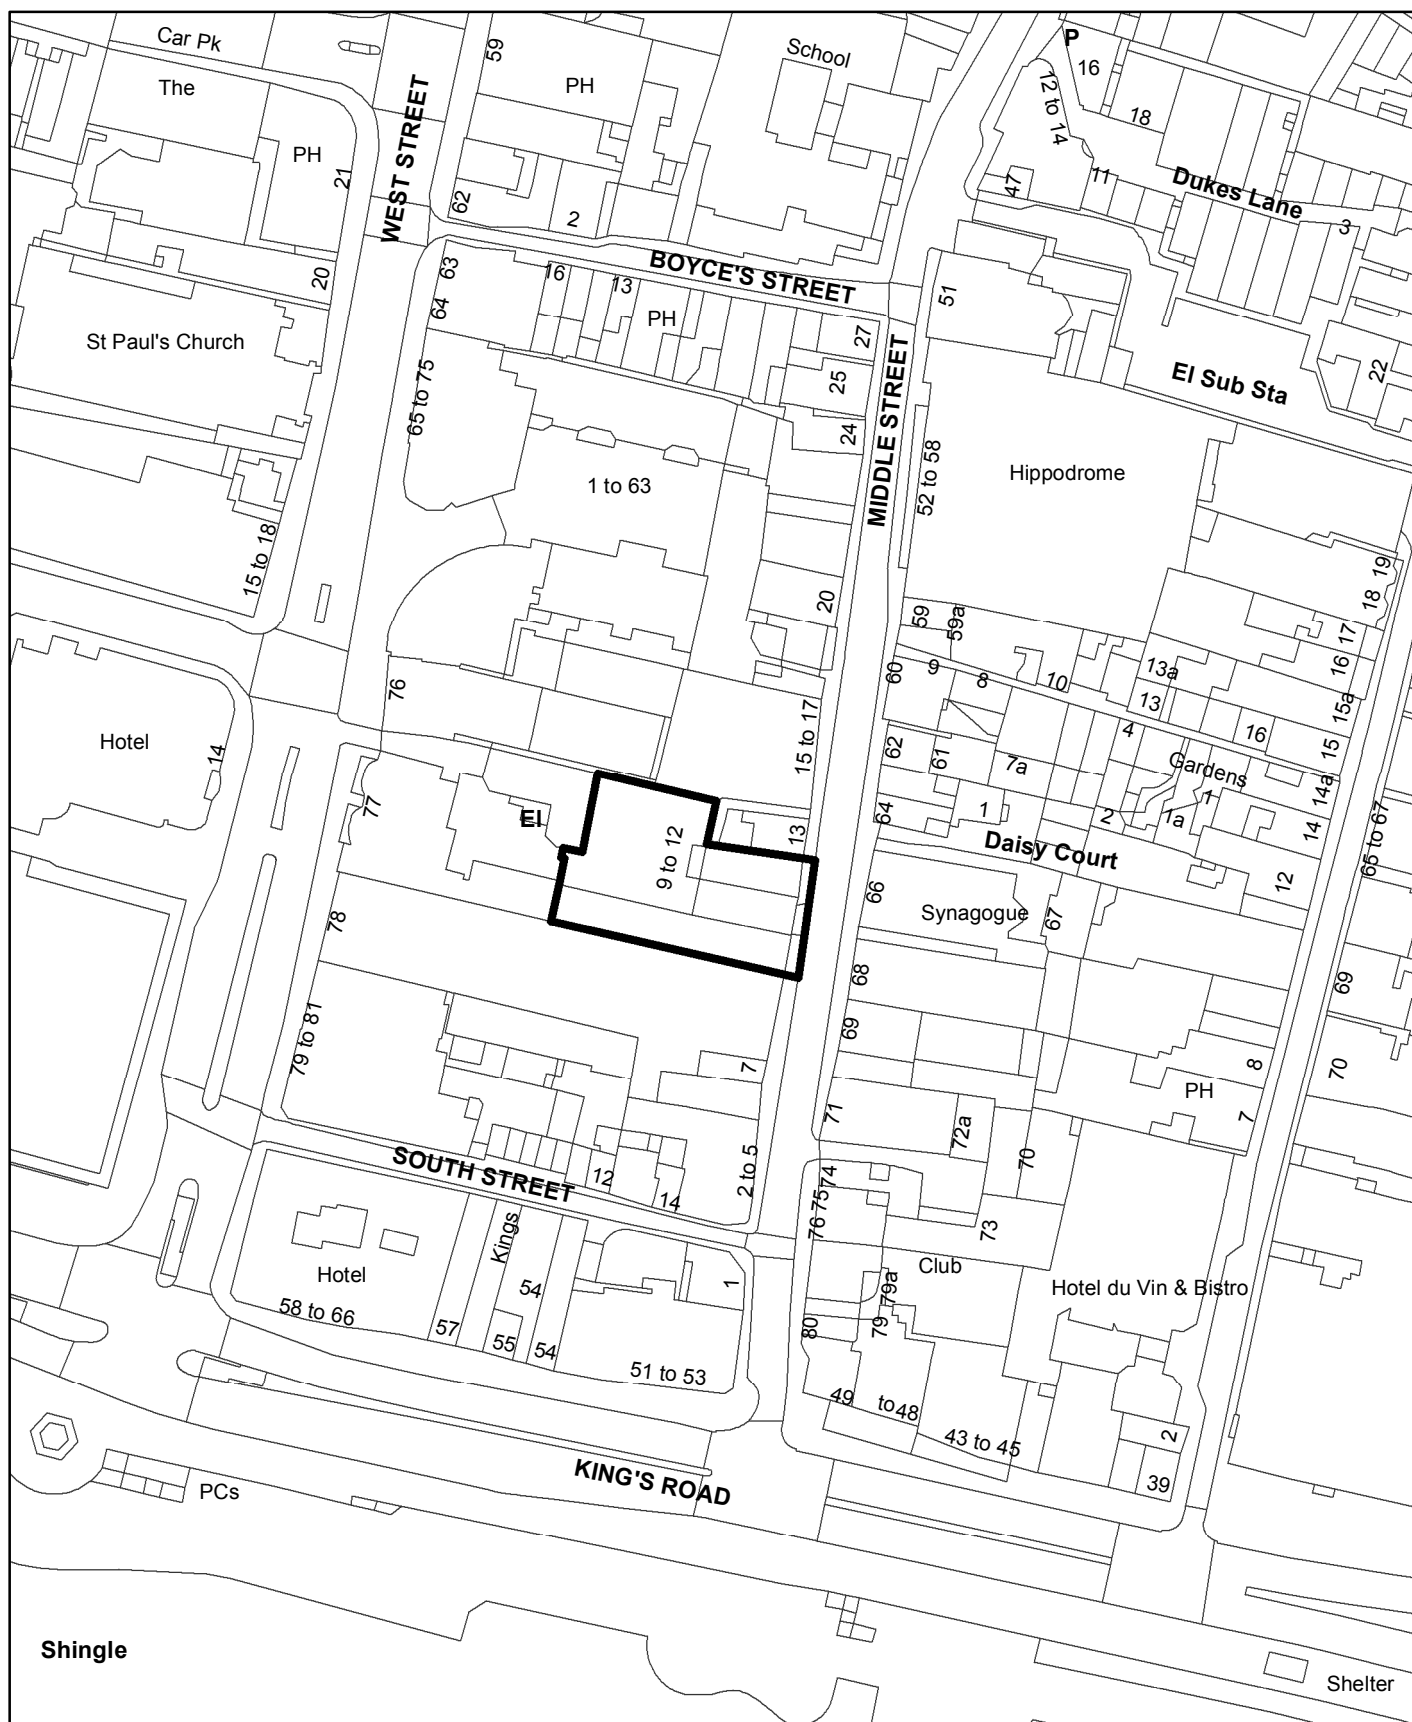 Car Pk
The
59
PH
School
P
16
12 to 14
18
PH
21
WEST STREET
62
2
47
11
Dukes Lane
3
20
63
64
16
13
BOYCE'S STREET
PH
27
51
St Paul's Church
65 to 75
25
24
MIDDLE STREET
El Sub Sta
22
1 to 63
52 to 58
Hippodrome
15 to 18
20
59
59a
19
18
17
16
76
60
9
8
10
13a
13
15a
Hotel
14
15 to 17
62
61
7a
4
16
15
Gardens
77
El
13
64
1
2
1a
1
14a
14
65 to 67
9 to 12
Daisy Court
12
78
66
Synagogue
67
68
69
79 to 81
69
7
8
70
PH
71
72a
70
7
SOUTH STREET
12
14
2 to 5
74
75
76
73
Kings
Hotel
54
1
Club
79a
Hotel du Vin & Bistro
58 to 66
57
55
54
51 to 53
80
79
49
to
48
43 to 45
2
39
KING'S ROAD
PCs
Shingle
Shelter